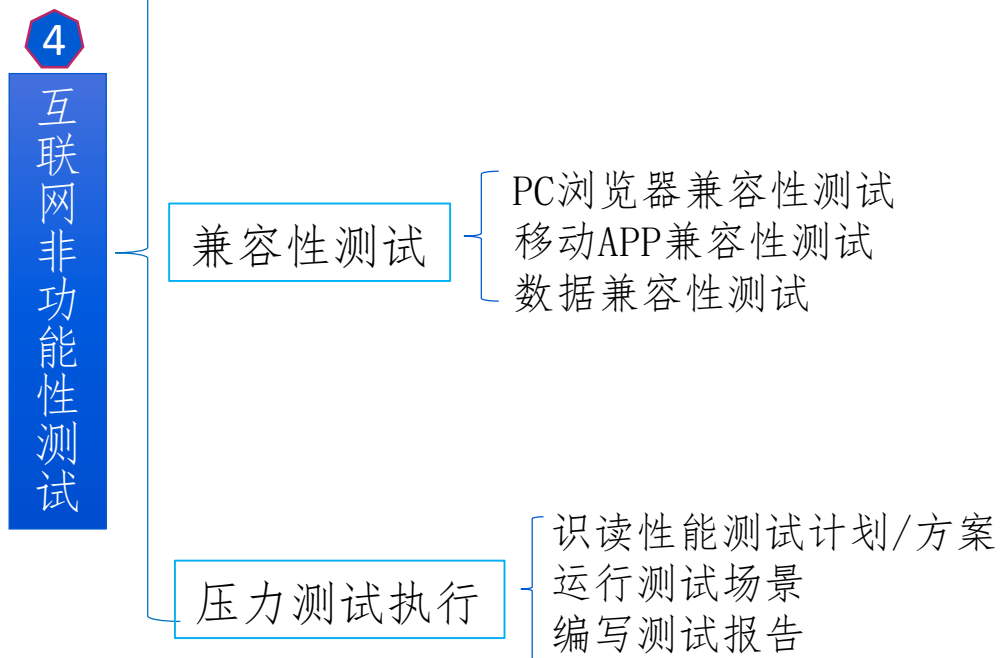 4
互联网非功能性测试
兼容性测试
PC浏览器兼容性测试
移动APP兼容性测试
数据兼容性测试
压力测试执行
识读性能测试计划/方案
运行测试场景
编写测试报告